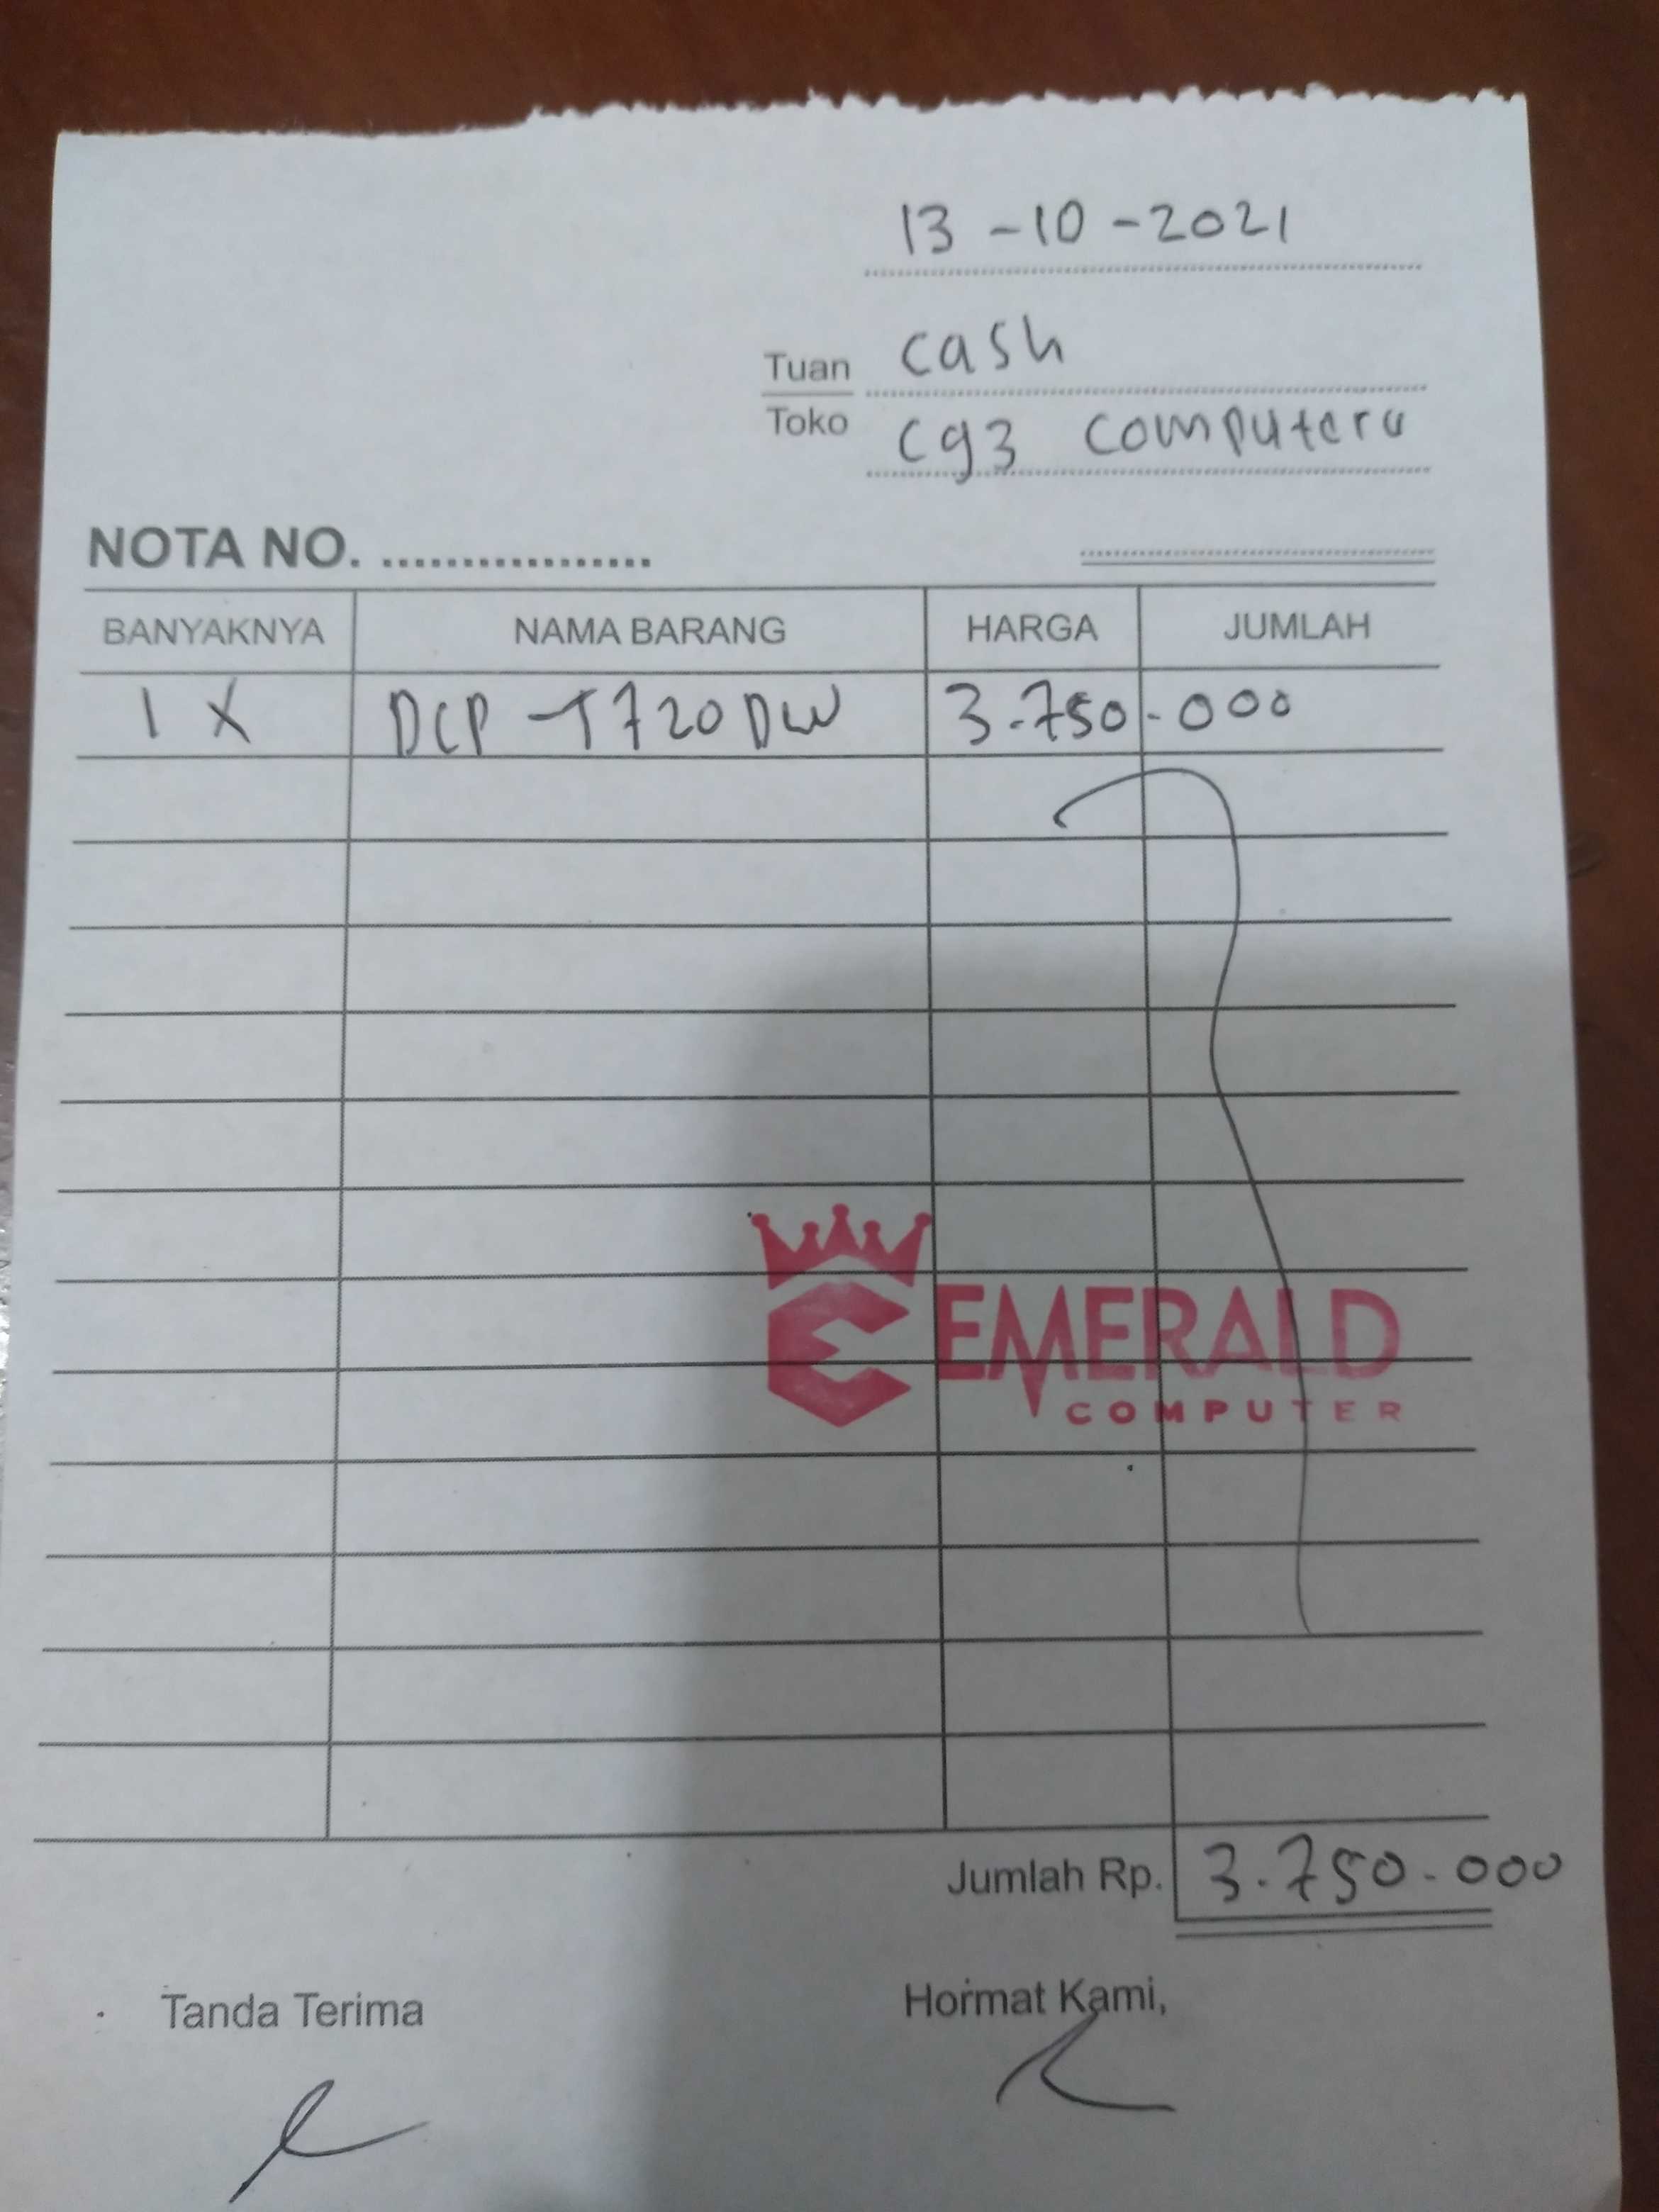 13 - 10 - 2021
Tuan cash
Toko cg3 computera
NOTA NO. .................
BANYAKNYA NAMA BARANG HARGA JUMLAH
1 X DCP - T720DW 3.750.000
EMERALD
COMPUTER
Jumlah Rp. 3.750.000
Tanda Terima Hormat Kami,